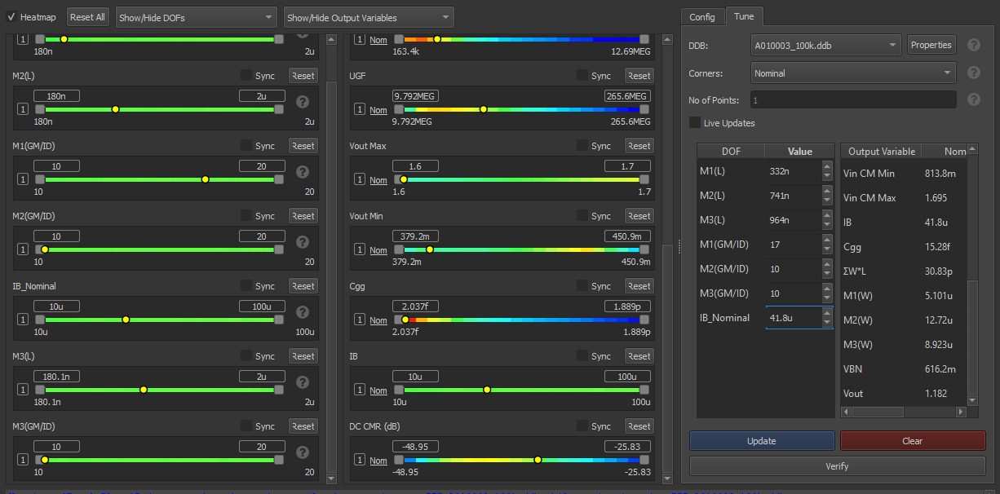 Heatmap Reset All Show/Hide DOFs Show/Hide Output Variables Config Tune
1
180n 2u
M2(L) Sync Reset
180n 2u
1
180n 2u
M1(GM/ID) Sync Reset
10 20
1
10 20
M2(GM/ID) Sync Reset
10 20
1
10 20
IB_Nominal Sync Reset
10u 100u
1
10u 100u
M3(L) Sync Reset
180.1n 2u
1
180.1n 2u
M3(GM/ID) Sync Reset
10 20
1
10 20
1 Nom
163.4k 12.69MEG
UGF Sync Reset
9.792MEG 265.6MEG
1 Nom
9.792MEG 265.6MEG
Vout Max Sync Reset
1.6 1.7
1 Nom
1.6 1.7
Vout Min Sync Reset
379.2m 450.9m
1 Nom
379.2m 450.9m
Cgg Sync Reset
2.037f 1.889p
1 Nom
2.037f 1.889p
IB Sync Reset
10u 100u
1 Nom
10u 100u
DC CMR (dB) Sync Reset
-48.95 -25.83
1 Nom
-48.95 -25.83
DDB: A010003_100k.ddb Properties ?
Corners: Nominal ?
No of Points: 1 ?
Live Updates
DOF Value
M1(L) 332n
M2(L) 741n
M3(L) 964n
M1(GM/ID) 17
M2(GM/ID) 10
M3(GM/ID) 10
IB_Nominal 41.8u
Output Variable Nom
Vin CM Min 813.8m
Vin CM Max 1.695
IB 41.8u
Cgg 15.28f
ΣW*L 30.83p
M1(W) 5.101u
M2(W) 12.72u
M3(W) 8.923u
VBN 616.2m
Vout 1.182
Update Clear
Verify